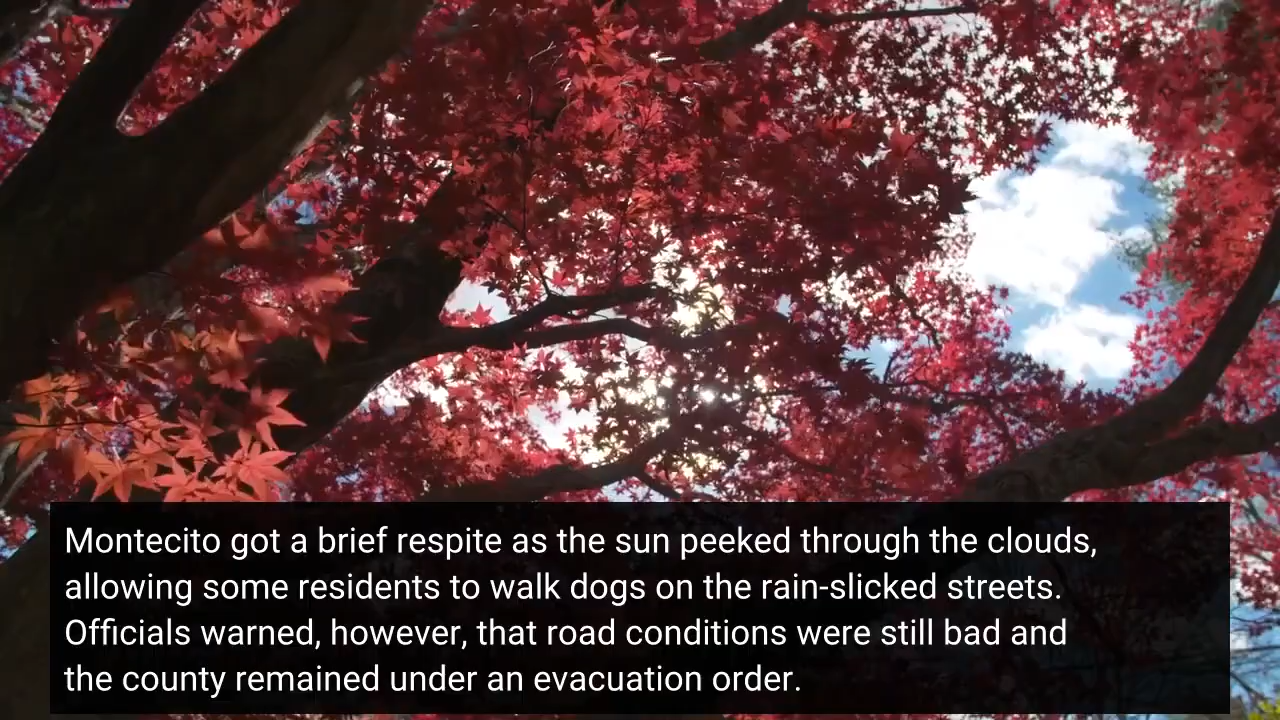 Montecito got a brief respite as the sun peeked through the clouds,
allowing some residents to walk dogs on the rain-slicked streets.
Officials warned, however, that road conditions were still bad and
the county remained under an evacuation order.